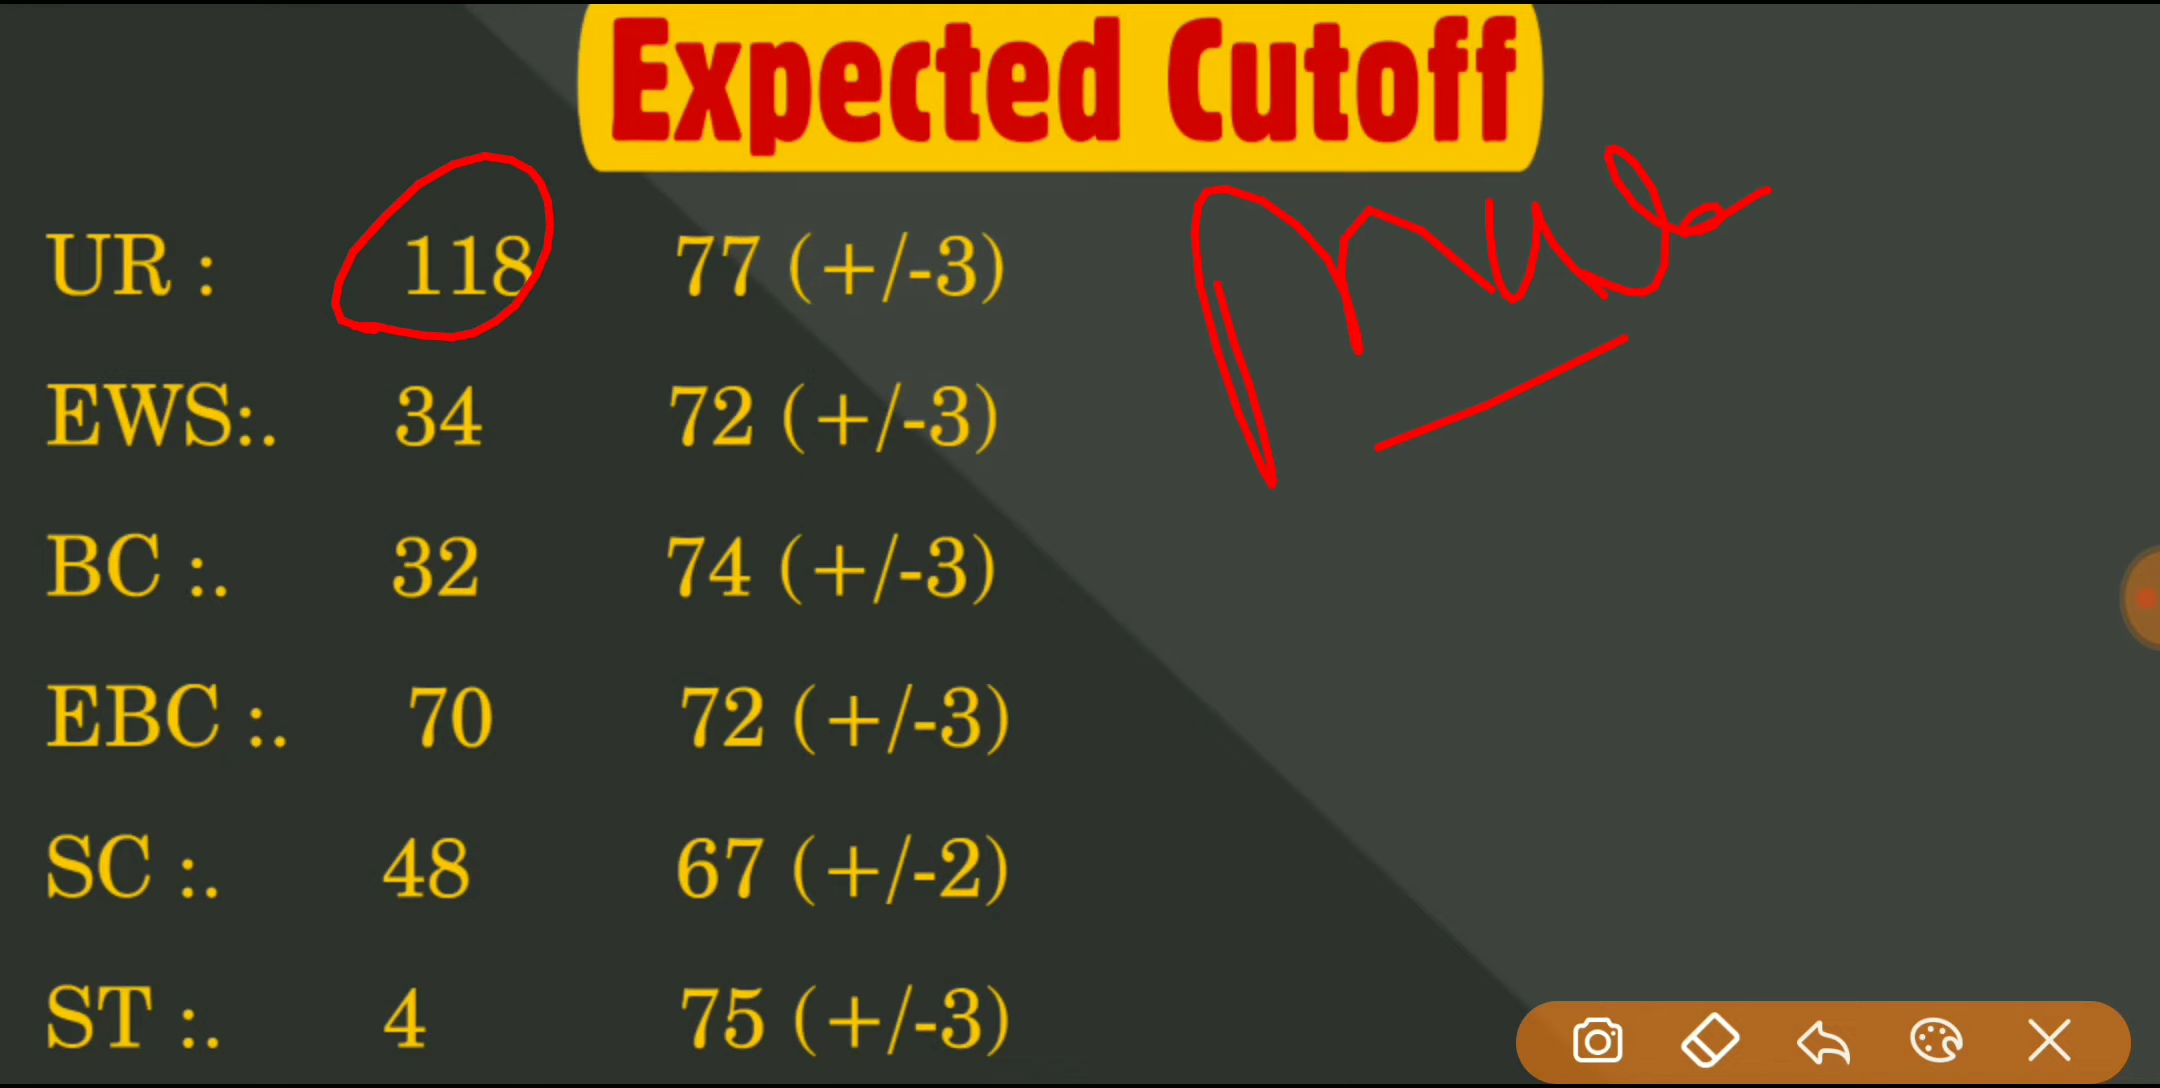 Expected Cutoff
UR : 118 77 (+/-3)
Male
EWS:. 34 72 (+/-3)
BC :. 32 74 (+/-3)
EBC :. 70 72 (+/-3)
SC :. 48 67 (+/-2)
ST :. 4 75 (+/-3)